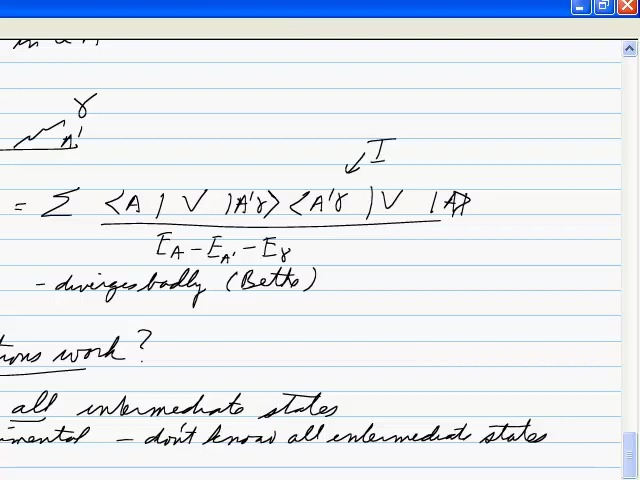 γ
A'
I
= Σ <A | V |A'γ> <A'γ | V |A>
E_A - E_A' - E_γ
- diverges badly (Bethe)
tions work?
all intermediate states
imental - don't know all intermediate states